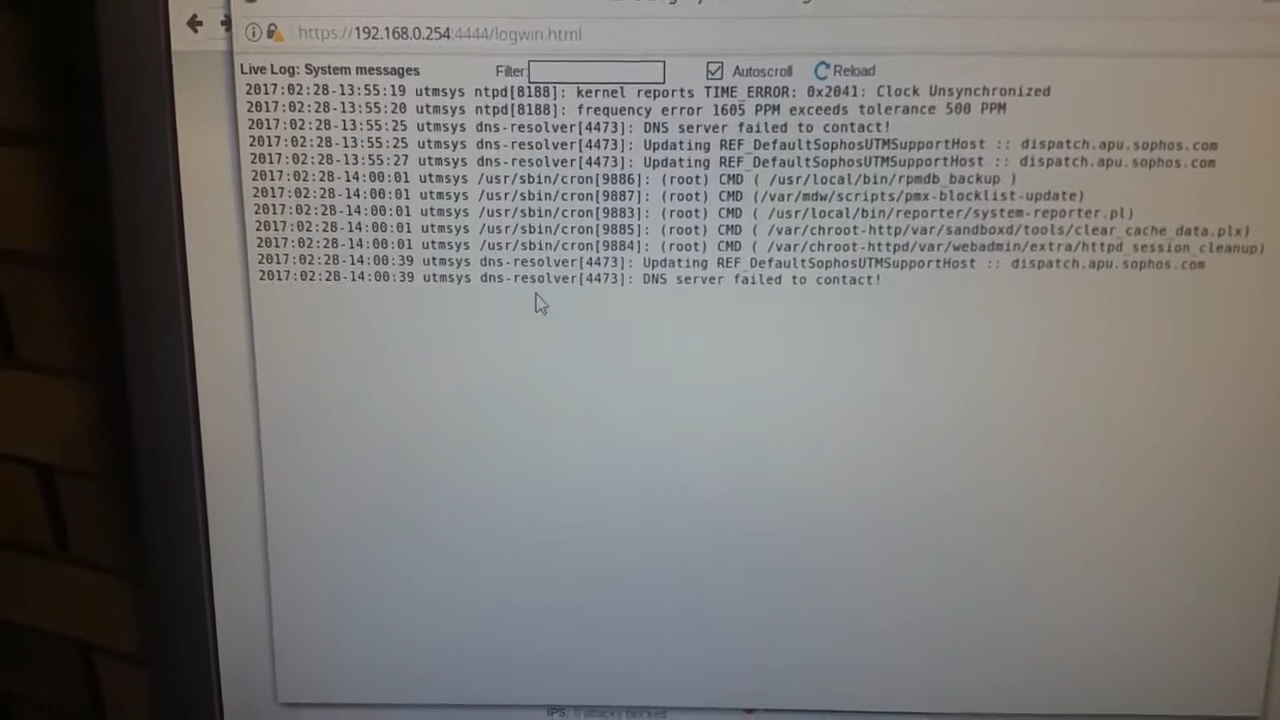 https://192.168.0.254:4444/logwin.html
Live Log: System messages Filter: Autoscroll Reload
2017:02:28-13:55:19 utmsys ntpd[8188]: kernel reports TIME_ERROR: 0x2041: Clock Unsynchronized
2017:02:28-13:55:20 utmsys ntpd[8188]: frequency error 1605 PPM exceeds tolerance 500 PPM
2017:02:28-13:55:25 utmsys dns-resolver[4473]: DNS server failed to contact!
2017:02:28-13:55:25 utmsys dns-resolver[4473]: Updating REF_DefaultSophosUTMSupportHost :: dispatch.apu.sophos.com
2017:02:28-13:55:27 utmsys dns-resolver[4473]: Updating REF_DefaultSophosUTMSupportHost :: dispatch.apu.sophos.com
2017:02:28-14:00:01 utmsys /usr/sbin/cron[9886]: (root) CMD ( /usr/local/bin/rpmdb_backup )
2017:02:28-14:00:01 utmsys /usr/sbin/cron[9887]: (root) CMD (/var/mdw/scripts/pmx-blocklist-update)
2017:02:28-14:00:01 utmsys /usr/sbin/cron[9883]: (root) CMD ( /usr/local/bin/reporter/system-reporter.pl)
2017:02:28-14:00:01 utmsys /usr/sbin/cron[9885]: (root) CMD ( /var/chroot-http/var/sandboxd/tools/clear_cache_data.plx)
2017:02:28-14:00:01 utmsys /usr/sbin/cron[9884]: (root) CMD ( /var/chroot-httpd/var/webadmin/extra/httpd_session_cleanup)
2017:02:28-14:00:39 utmsys dns-resolver[4473]: Updating REF_DefaultSophosUTMSupportHost :: dispatch.apu.sophos.com
2017:02:28-14:00:39 utmsys dns-resolver[4473]: DNS server failed to contact!